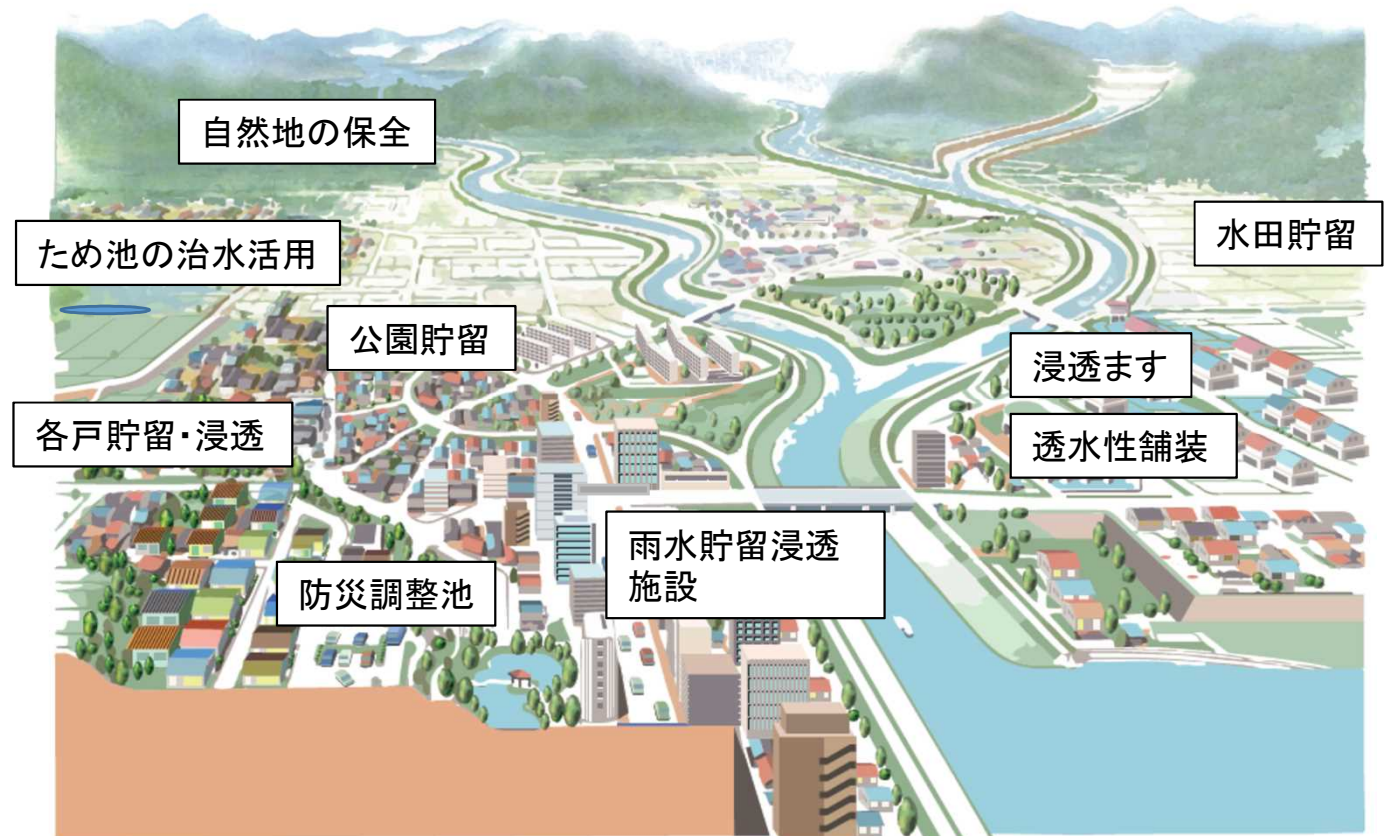 自然地の保全
ため池の治水活用
水田貯留
公園貯留
浸透ます
各戸貯留・浸透
透水性舗装
雨水貯留浸透
施設
防災調整池